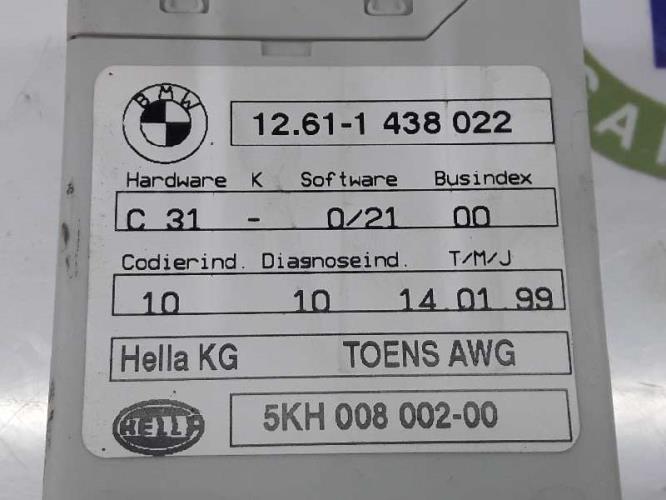 BMW
12.61-1 438 022
Hardware K Software Busindex
C 31 - 0/21 00
Codierind. Diagnoseind. T/M/J
10 10 14.01.99
Hella KG TOENS AWG
HELLA
5KH 008 002-00